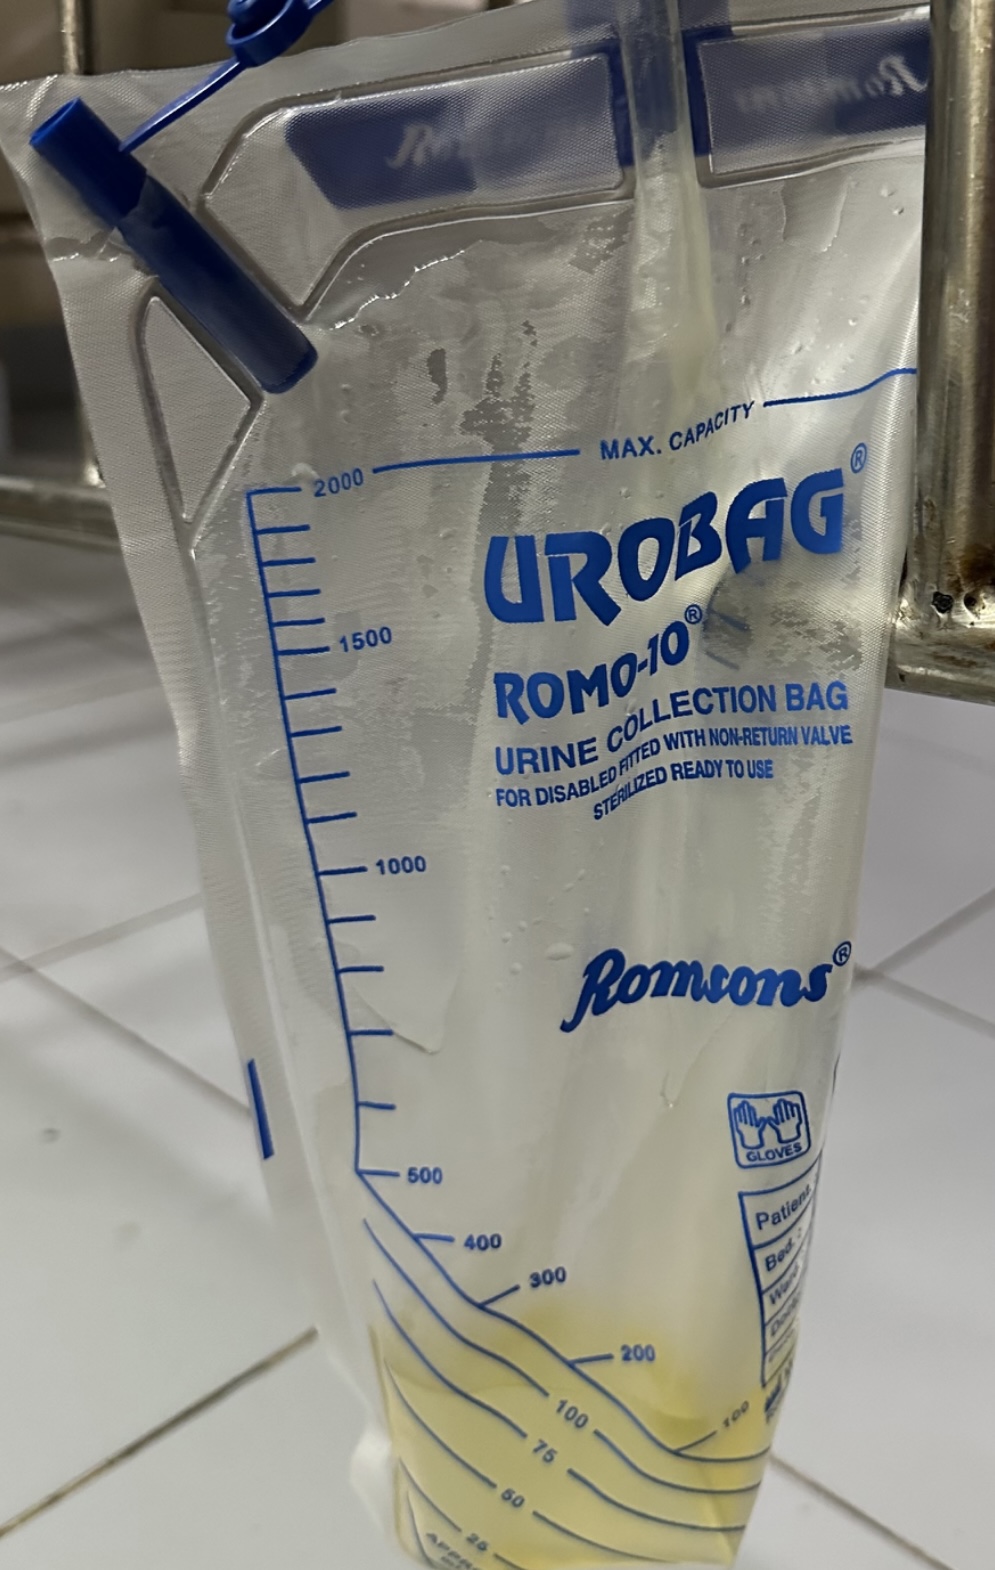 MAX. CAPACITY
2000
UROBAG®
1500
ROMO-10®
URINE COLLECTION BAG
FOR DISABLED FITTED WITH NON-RETURN VALVE
STERILIZED READY TO USE
1000
Romsons®
GLOVES
500
Patient
Bed :
400
300
200
100
100
75
50
25